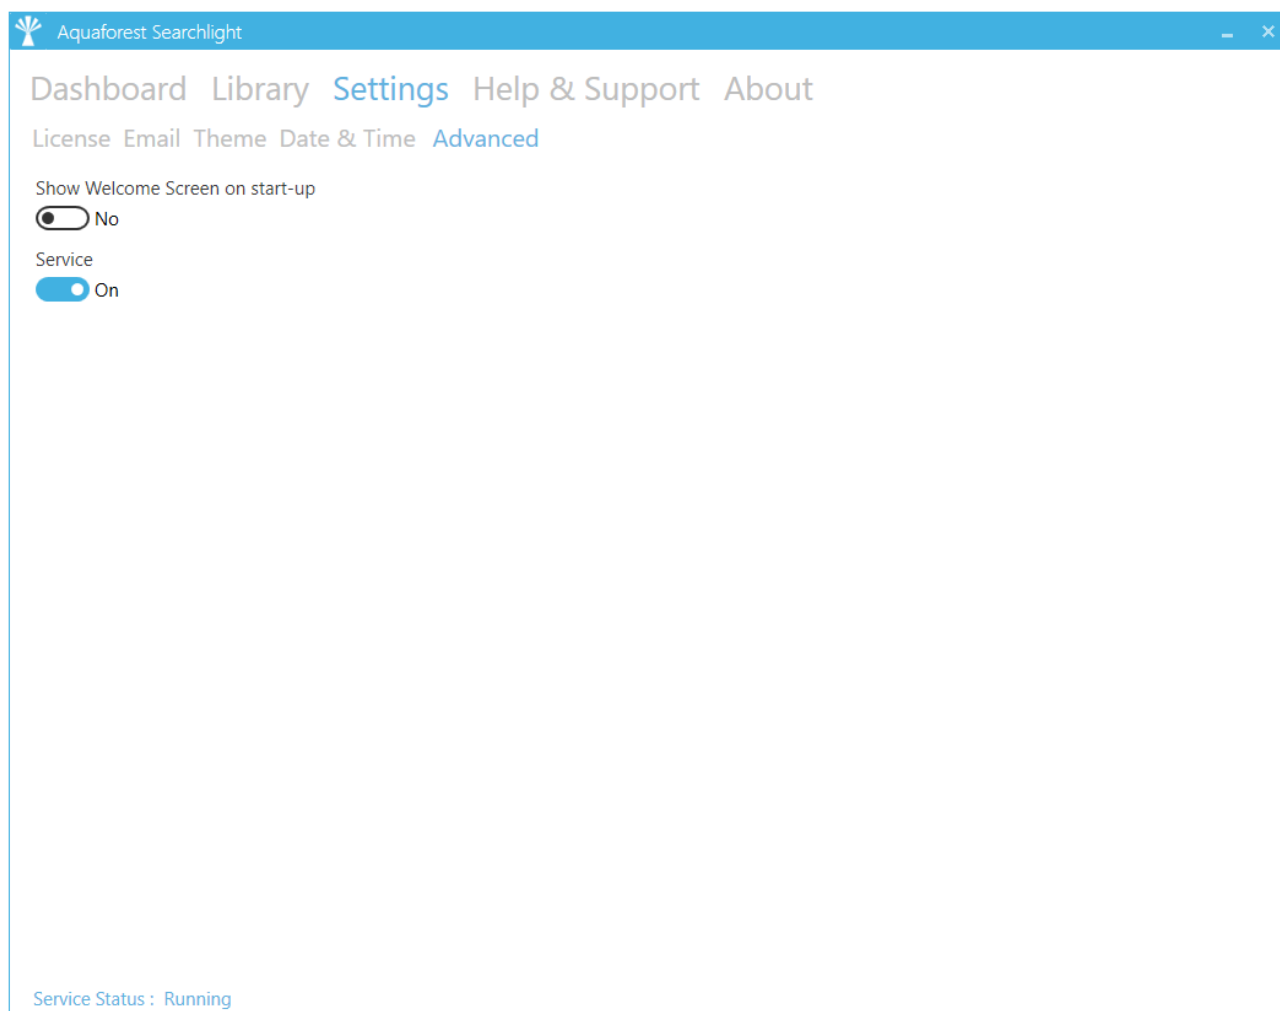 Aquaforest Searchlight
Dashboard Library Settings Help & Support About
License Email Theme Date & Time Advanced
Show Welcome Screen on start-up
No
Service
On
Service Status : Running